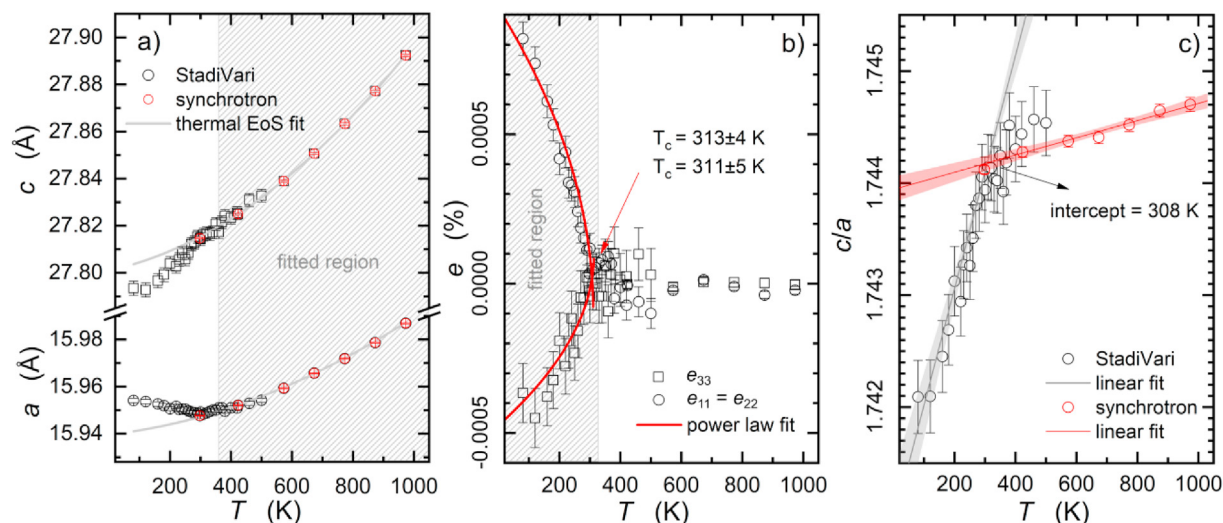 a)
StadiVari
synchrotron
thermal EoS fit
fitted region
27.90
27.88
27.86
27.84
27.82
27.80
15.98
15.96
15.94
c (Å)
a (Å)
200 400 600 800 1000
T (K)
b)
T_c = 313±4 K
T_c = 311±5 K
fitted region
e_33
e_11 = e_22
power law fit
0.0005
0.0000
-0.0005
e (%)
200 400 600 800 1000
T (K)
c)
intercept = 308 K
StadiVari
linear fit
synchrotron
linear fit
1.745
1.744
1.743
1.742
c/a
200 400 600 800 1000
T (K)